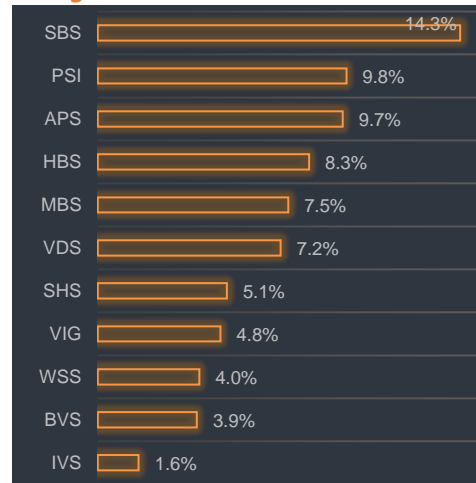 SBS 14.3%
PSI 9.8%
APS 9.7%
HBS 8.3%
MBS 7.5%
VDS 7.2%
SHS 5.1%
VIG 4.8%
WSS 4.0%
BVS 3.9%
IVS 1.6%